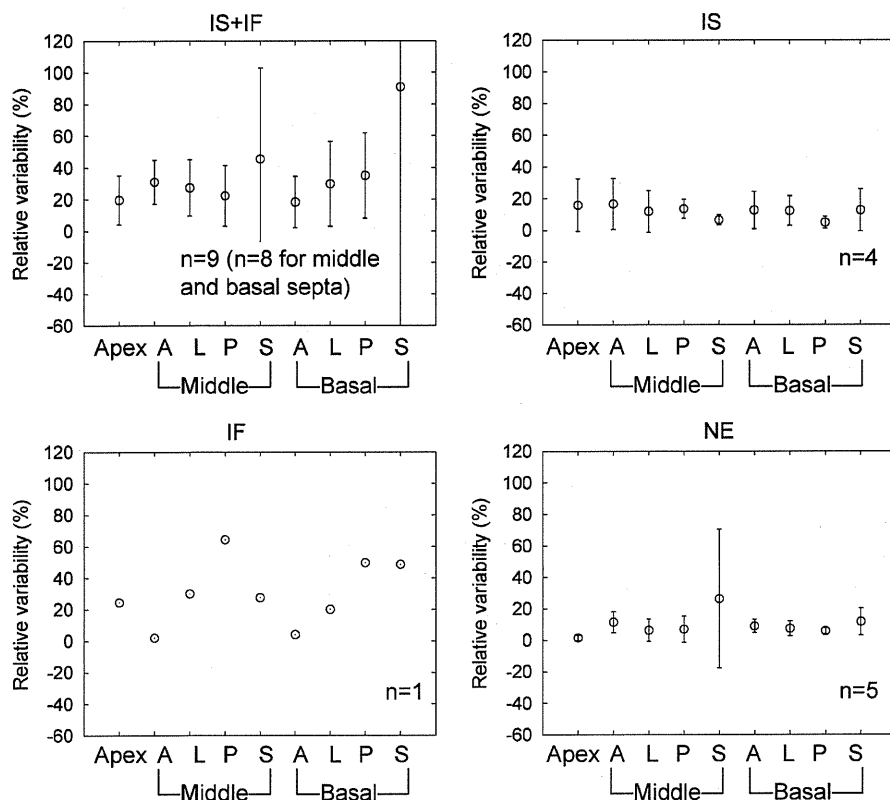 IS+IF
Relative variability (%)
120
100
80
60
40
20
0
-20
-40
-60
n=9 (n=8 for middle
and basal septa)
Apex A L P S A L P S
Middle Basal
IS
Relative variability (%)
120
100
80
60
40
20
0
-20
-40
-60
n=4
Apex A L P S A L P S
Middle Basal
IF
Relative variability (%)
120
100
80
60
40
20
0
-20
-40
-60
n=1
Apex A L P S A L P S
Middle Basal
NE
Relative variability (%)
120
100
80
60
40
20
0
-20
-40
-60
n=5
Apex A L P S A L P S
Middle Basal